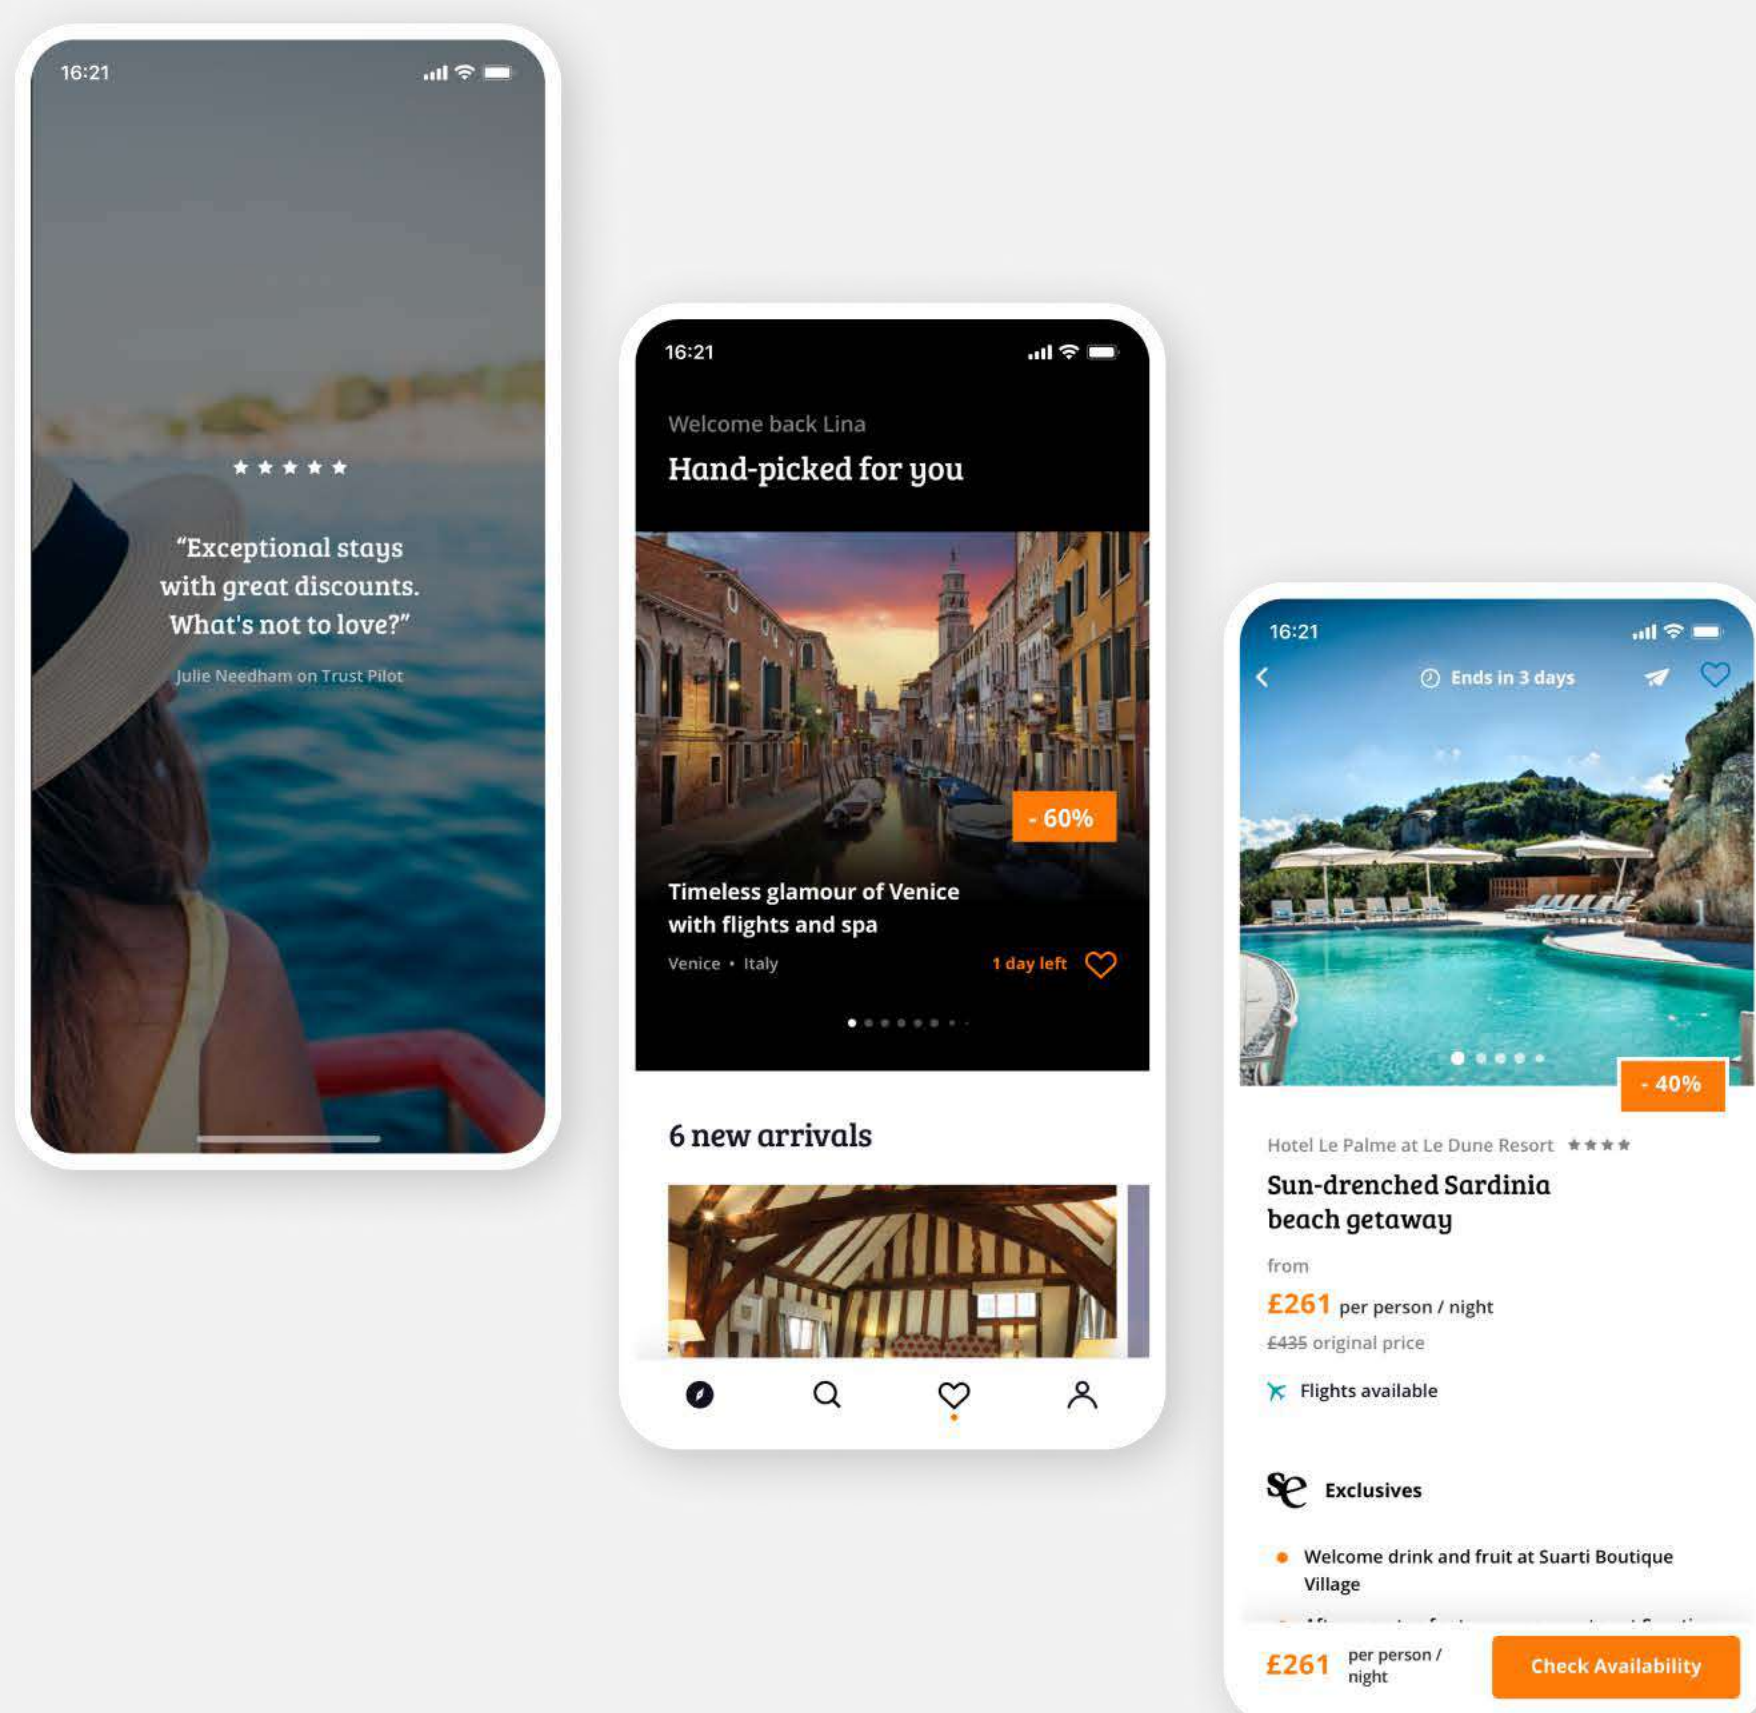 16:21
“Exceptional stays
with great discounts.
What's not to love?”
Julie Needham on Trust Pilot
16:21
Welcome back Lina
Hand-picked for you
- 60%
Timeless glamour of Venice
with flights and spa
Venice • Italy
1 day left
6 new arrivals
16:21
Ends in 3 days
- 40%
Hotel Le Palme at Le Dune Resort
Sun-drenched Sardinia
beach getaway
from
£261 per person / night
£435 original price
Flights available
se Exclusives
Welcome drink and fruit at Suarti Boutique
Village
£261 per person /
night
Check Availability